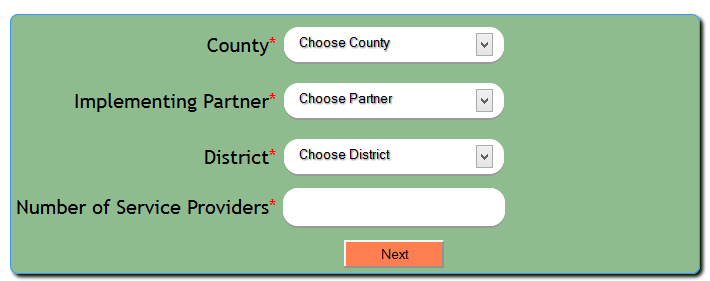 County* Choose County
Implementing Partner* Choose Partner
District* Choose District
Number of Service Providers*
Next